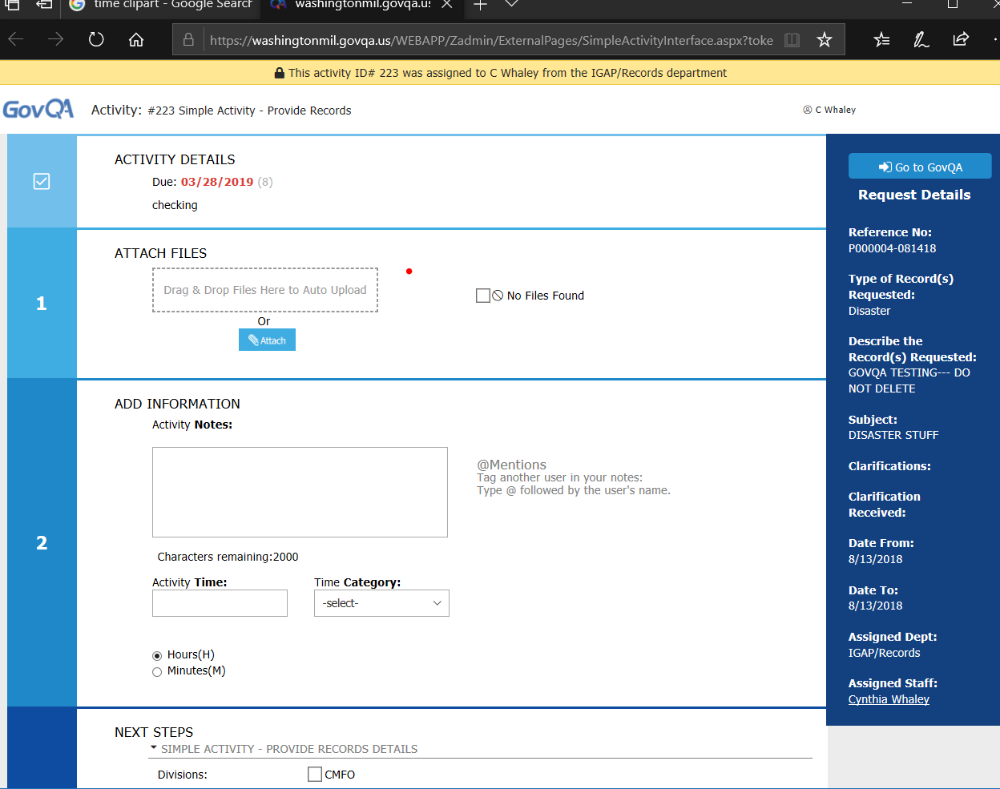 time clipart - Google Search
washingtonmil.govqa.us
https://washingtonmil.govqa.us/WEBAPP/Zadmin/ExternalPages/SimpleActivityInterface.aspx?toke
This activity ID# 223 was assigned to C Whaley from the IGAP/Records department
GovQA
Activity: #223 Simple Activity - Provide Records
C Whaley
ACTIVITY DETAILS
Due: 03/28/2019 (8)
checking
1
ATTACH FILES
Drag & Drop Files Here to Auto Upload
Or
Attach
No Files Found
2
ADD INFORMATION
Activity Notes:
@Mentions
Tag another user in your notes:
Type @ followed by the user's name.
Characters remaining:2000
Activity Time:
Time Category:
-select-
Hours(H)
Minutes(M)
NEXT STEPS
SIMPLE ACTIVITY - PROVIDE RECORDS DETAILS
Divisions:
CMFO
Go to GovQA
Request Details
Reference No:
P000004-081418
Type of Record(s)
Requested:
Disaster
Describe the
Record(s) Requested:
GOVQA TESTING--- DO
NOT DELETE
Subject:
DISASTER STUFF
Clarifications:
Clarification
Received:
Date From:
8/13/2018
Date To:
8/13/2018
Assigned Dept:
IGAP/Records
Assigned Staff:
Cynthia Whaley